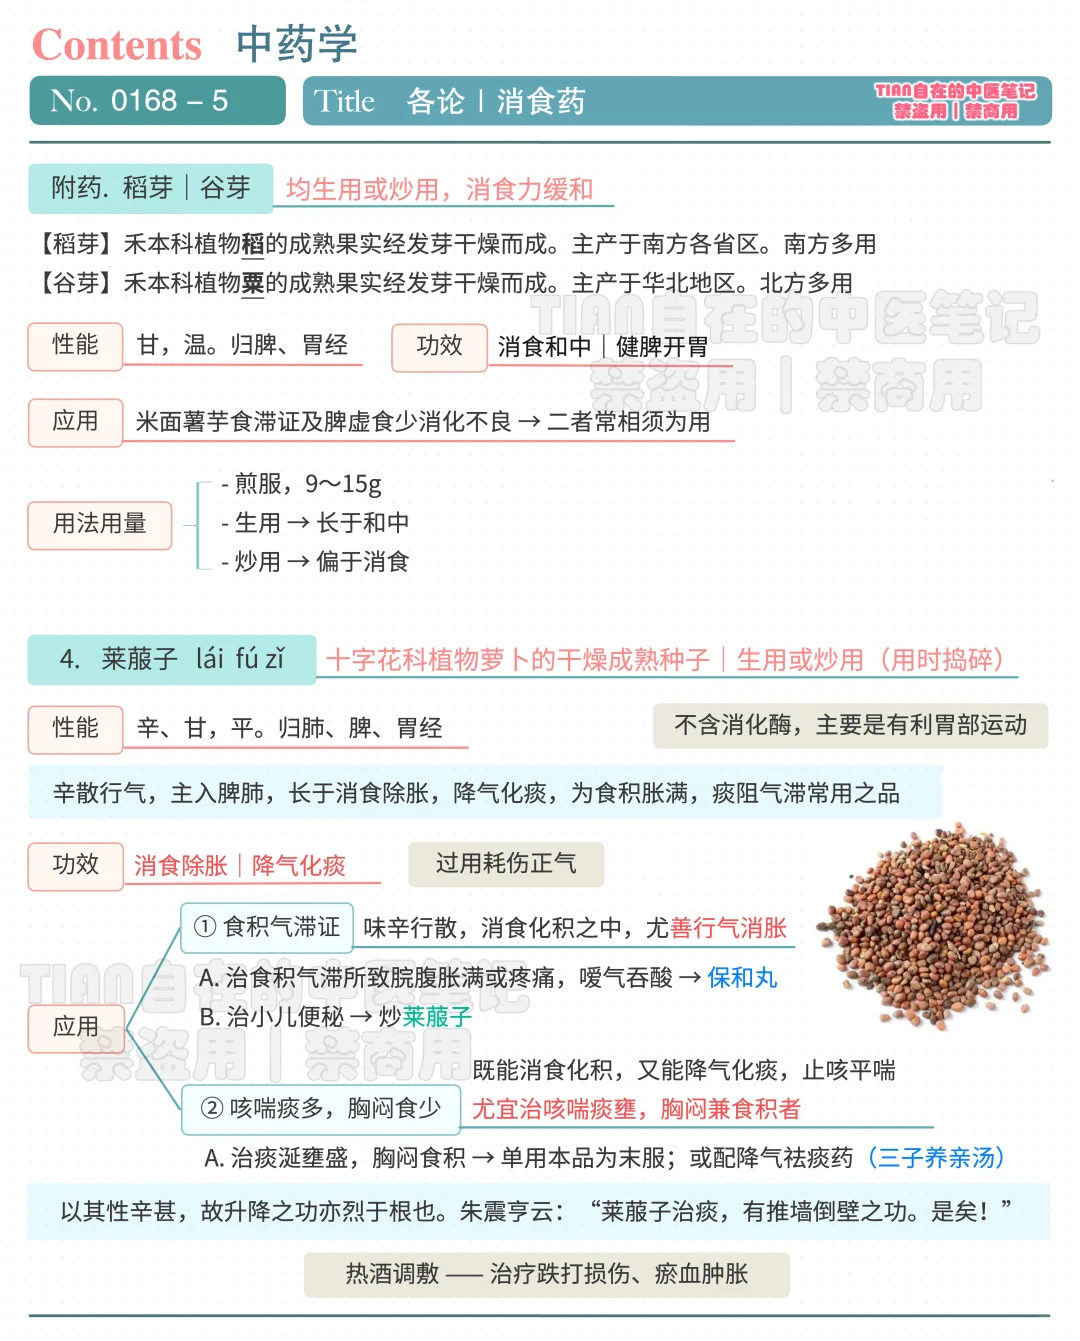 Contents 中药学
No. 0168 – 5
Title 各论｜消食药
TIAN自在的中医笔记
禁盗用｜禁商用
附药. 稻芽｜谷芽 均生用或炒用，消食力缓和
【稻芽】禾本科植物稻的成熟果实经发芽干燥而成。主产于南方各省区。南方多用
【谷芽】禾本科植物粟的成熟果实经发芽干燥而成。主产于华北地区。北方多用
TIAN自在的中医笔记
禁盗用｜禁商用
性能 甘，温。归脾、胃经 功效 消食和中｜健脾开胃
应用 米面薯芋食滞证及脾虚食少消化不良 → 二者常相须为用
用法用量
- 煎服，9～15g
- 生用 → 长于和中
- 炒用 → 偏于消食
4. 莱菔子 lái fú zǐ 十字花科植物萝卜的干燥成熟种子｜生用或炒用（用时捣碎）
性能 辛、甘，平。归肺、脾、胃经 不含消化酶，主要是有利胃部运动
辛散行气，主入脾肺，长于消食除胀，降气化痰，为食积胀满，痰阻气滞常用之品
功效 消食除胀｜降气化痰 过用耗伤正气
应用
① 食积气滞证 味辛行散，消食化积之中，尤善行气消胀
A. 治食积气滞所致脘腹胀满或疼痛，嗳气吞酸 → 保和丸
B. 治小儿便秘 → 炒莱菔子
TIAN自在的中医笔记
禁盗用｜禁商用
既能消食化积，又能降气化痰，止咳平喘
② 咳喘痰多，胸闷食少 尤宜治咳喘痰壅，胸闷兼食积者
A. 治痰涎壅盛，胸闷食积 → 单用本品为末服；或配降气祛痰药（三子养亲汤）
以其性辛甚，故升降之功亦烈于根也。朱震亨云：“莱菔子治痰，有推墙倒壁之功。是矣！”
热酒调敷 —— 治疗跌打损伤、瘀血肿胀